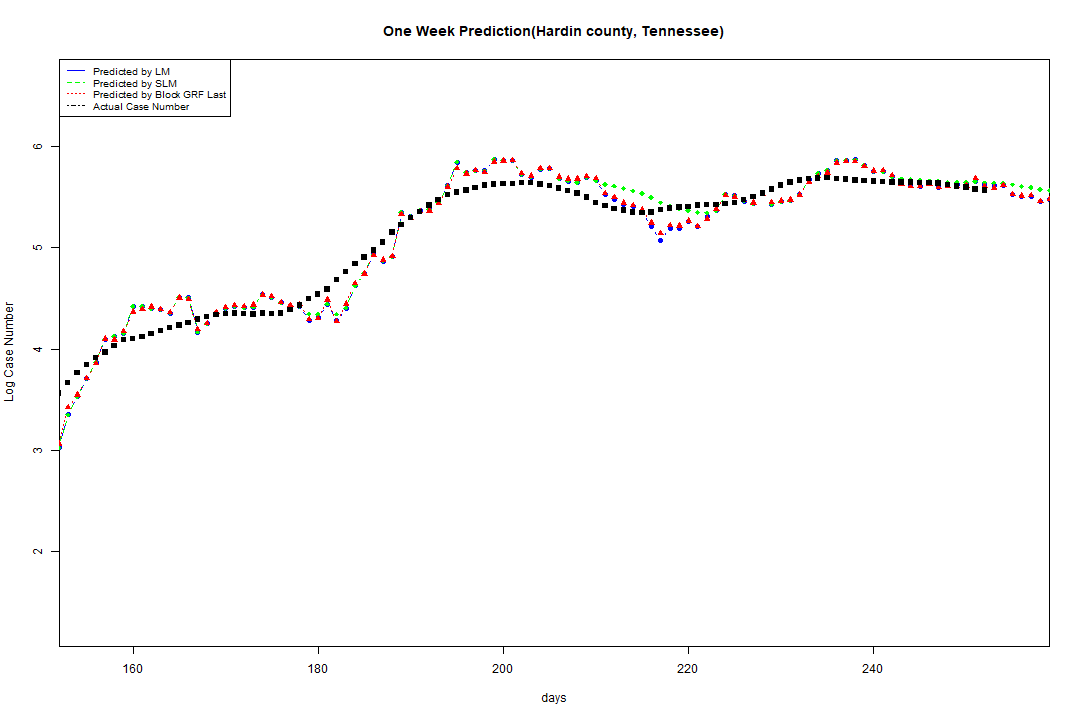 One Week Prediction(Hardin county, Tennessee)
Predicted by LM
Predicted by SLM
Predicted by Block GRF Last
Actual Case Number
6
5
4
3
2
Log Case Number
160 180 200 220 240
days